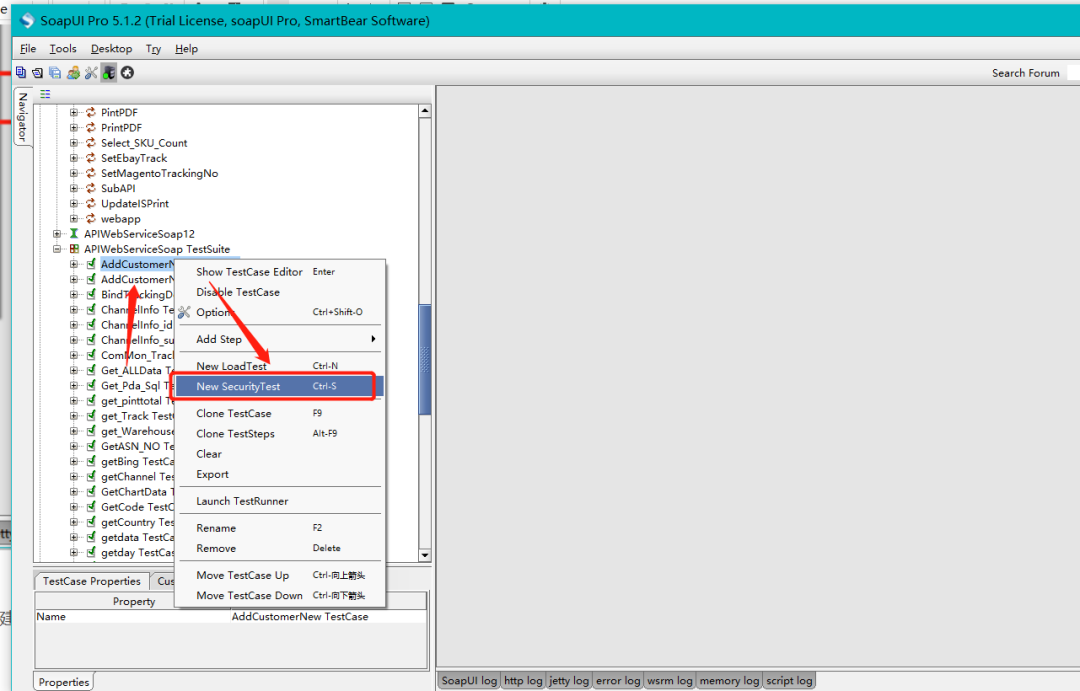 SoapUI Pro 5.1.2 (Trial License, soapUI Pro, SmartBear Software)
File Tools Desktop Try Help
Search Forum
Navigator
PintPDF
PrintPDF
Select_SKU_Count
SetEbayTrack
SetMagentoTrackingNo
SubAPI
UpdateISPrint
webapp
APIWebServiceSoap12
APIWebServiceSoap TestSuite
AddCustomerN
AddCustomerN
BindTrackingD
ChannelInfo Te
ChannelInfo_id
ChannelInfo_su
ComMon_Track
Get_ALLData Te
Get_Pda_Sql T
get_pinttotal Te
get_Track TestC
get_Warehouse
GetASN_NO Te
getBing TestCa
getChannel Tes
GetChartData T
GetCode TestC
getCountry Tes
getdata TestCa
getday TestCas
Show TestCase Editor Enter
Disable TestCase
Options Ctrl+Shift-O
Add Step
New LoadTest Ctrl-N
New SecurityTest Ctrl-S
Clone TestCase F9
Clone TestSteps Alt-F9
Clear
Export
Launch TestRunner
Rename F2
Remove Delete
Move TestCase Up Ctrl-向上箭头
Move TestCase Down Ctrl-向下箭头
TestCase Properties Cus
Property
Name AddCustomerNew TestCase
Properties
SoapUI log http log jetty log error log wsrm log memory log script log